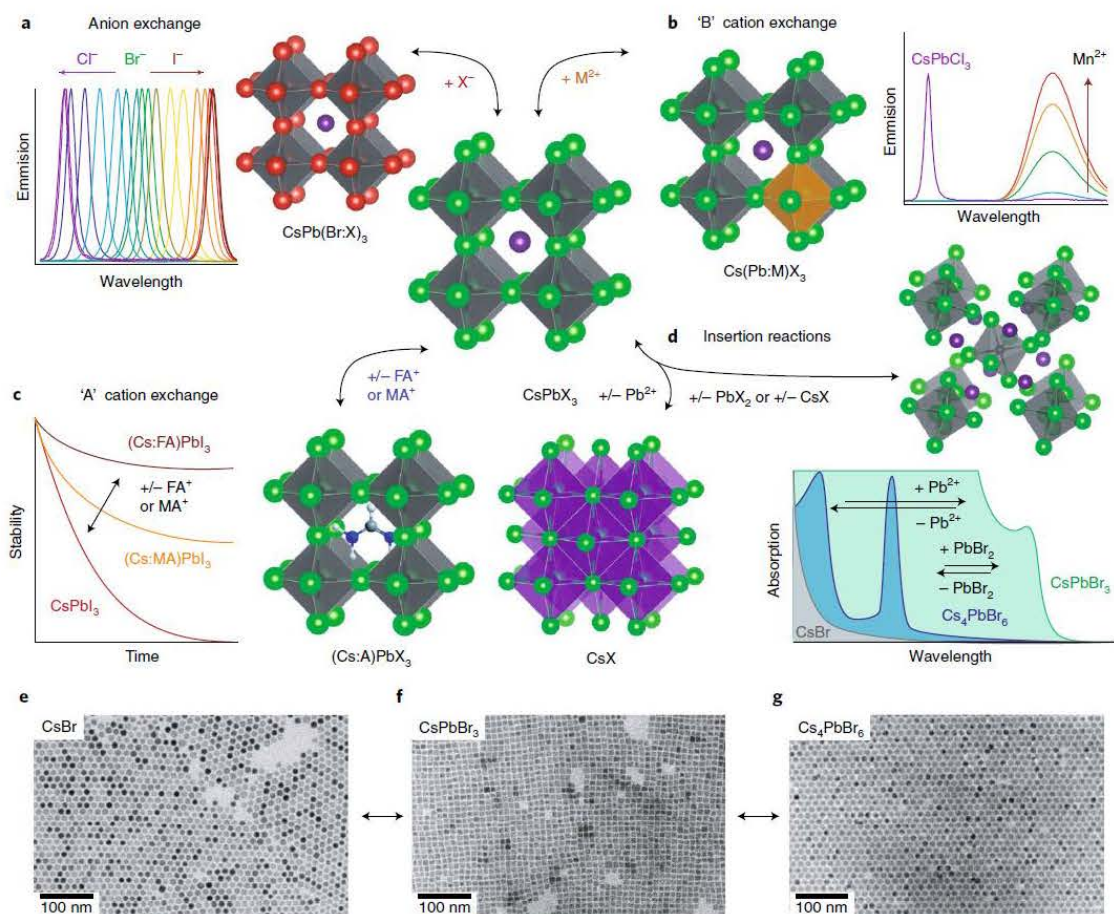 a
Anion exchange
Cl⁻
Br⁻
I⁻
Emmision
Wavelength
CsPb(Br:X)₃
+ X⁻
+ M²⁺
b
'B' cation exchange
Cs(Pb:M)X₃
CsPbCl₃
Mn²⁺
Emmision
Wavelength
c
'A' cation exchange
(Cs:FA)PbI₃
+/− FA⁺
or MA⁺
(Cs:MA)PbI₃
CsPbI₃
Stability
Time
+/− FA⁺
or MA⁺
(Cs:A)PbX₃
CsPbX₃
+/− Pb²⁺
CsX
d
Insertion reactions
+/− PbX₂ or +/− CsX
+ Pb²⁺
− Pb²⁺
+ PbBr₂
− PbBr₂
CsPbBr₃
Cs₄PbBr₆
CsBr
Absorption
Wavelength
e
CsBr
100 nm
f
CsPbBr₃
100 nm
g
Cs₄PbBr₆
100 nm